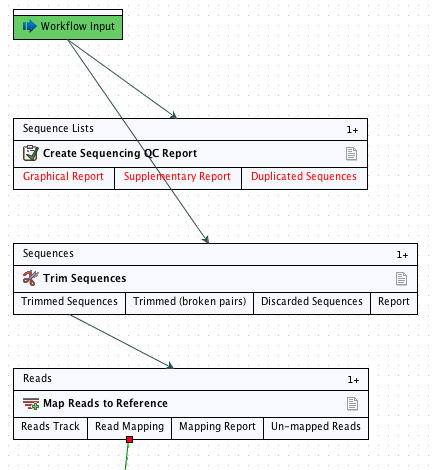 Workflow Input
Sequence Lists 1+
Create Sequencing QC Report
Graphical Report Supplementary Report Duplicated Sequences
Sequences 1+
Trim Sequences
Trimmed Sequences Trimmed (broken pairs) Discarded Sequences Report
Reads 1+
Map Reads to Reference
Reads Track Read Mapping Mapping Report Un-mapped Reads